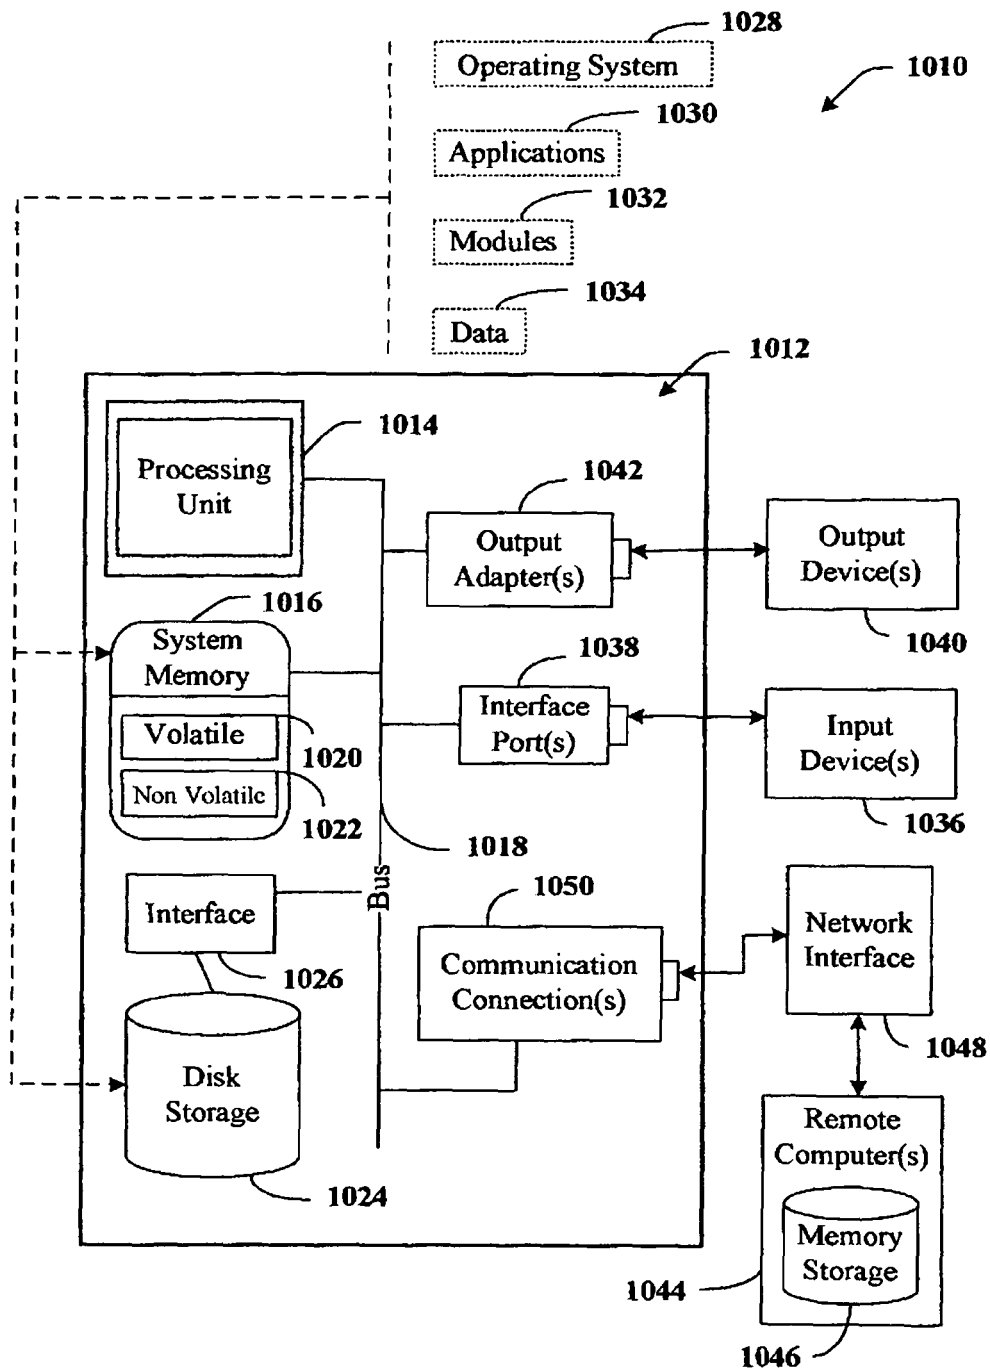 1028
Operating System
1010
1030
Applications
1032
Modules
1034
Data
1012
1014
Processing
Unit
1042
Output
Adapter(s)
Output
Device(s)
1040
1016
System
Memory
Volatile
1020
Non Volatile
1022
1038
Interface
Port(s)
Input
Device(s)
1036
1018
Bus
Interface
1026
1050
Communication
Connection(s)
Network
Interface
1048
Disk
Storage
1024
Remote
Computer(s)
Memory
Storage
1044
1046